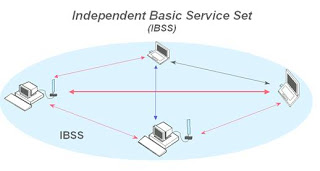 Independent Basic Service Set
(IBSS)
IBSS